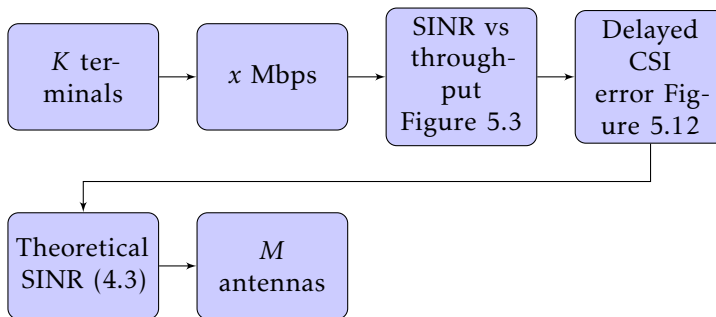 K ter-
minals
x Mbps
SINR vs
through-
put
Figure 5.3
Delayed
CSI
error Fig-
ure 5.12
Theoretical
SINR (4.3)
M
antennas